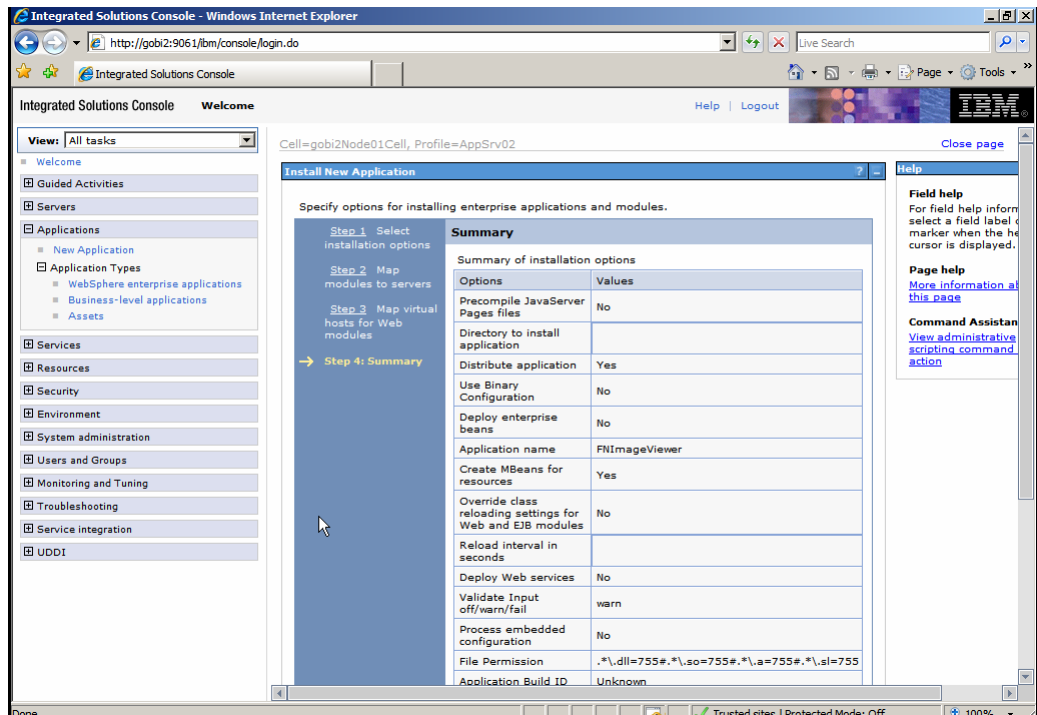 Integrated Solutions Console - Windows Internet Explorer
http://gobi2:9061/ibm/console/login.do
Live Search
Integrated Solutions Console
Page
Tools
Integrated Solutions Console Welcome
Help | Logout
IBM
View: All tasks
Welcome
Guided Activities
Servers
Applications
New Application
Application Types
WebSphere enterprise applications
Business-level applications
Assets
Services
Resources
Security
Environment
System administration
Users and Groups
Monitoring and Tuning
Troubleshooting
Service integration
UDDI
Cell=gobi2Node01Cell, Profile=AppSrv02
Close page
Install New Application
Specify options for installing enterprise applications and modules.
Step 1 Select
installation options
Step 2 Map
modules to servers
Step 3 Map virtual
hosts for Web
modules
Step 4: Summary
Summary
Summary of installation options
Options Values
Precompile JavaServer
Pages files
No
Directory to install
application
Distribute application Yes
Use Binary
Configuration
No
Deploy enterprise
beans
No
Application name FNImageViewer
Create MBeans for
resources
Yes
Override class
reloading settings for
Web and EJB modules
No
Reload interval in
seconds
Deploy Web services No
Validate Input
off/warn/fail
warn
Process embedded
configuration
No
File Permission .*\.dll=755#.*\.so=755#.*\.a=755#.*\.sl=755
Application Build ID Unknown
Help
Field help
For field help inform
select a field label o
marker when the he
cursor is displayed.
Page help
More information ab
this page
Command Assistan
View administrative
scripting command
action
Done
Trusted sites | Protected Mode: Off
100%